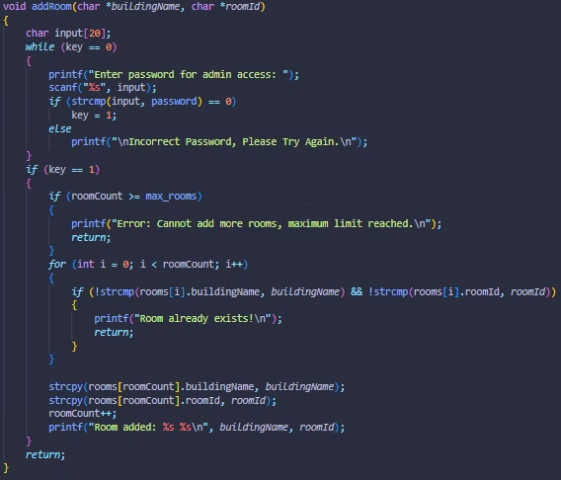 void addRoom(char *buildingName, char *roomId)
{
    char input[20];
    while (key == 0)
    {
        printf("Enter password for admin access: ");
        scanf("%s", input);
        if (strcmp(input, password) == 0)
            key = 1;
        else
            printf("\nIncorrect Password, Please Try Again.\n");
    }
    if (key == 1)
    {
        if (roomCount >= max_rooms)
        {
            printf("Error: Cannot add more rooms, maximum limit reached.\n");
            return;
        }
        for (int i = 0; i < roomCount; i++)
        {
            if (!strcmp(rooms[i].buildingName, buildingName) && !strcmp(rooms[i].roomId, roomId))
            {
                printf("Room already exists!\n");
                return;
            }
        }

        strcpy(rooms[roomCount].buildingName, buildingName);
        strcpy(rooms[roomCount].roomId, roomId);
        roomCount++;
        printf("Room added: %s %s\n", buildingName, roomId);
    }
    return;
}